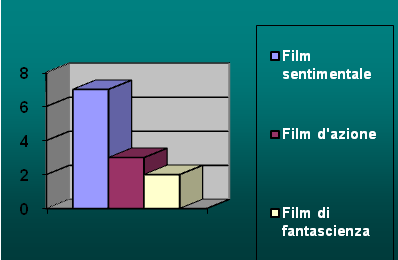 8
6
4
2
0
Film
sentimentale
Film d'azione
Film di
fantascienza